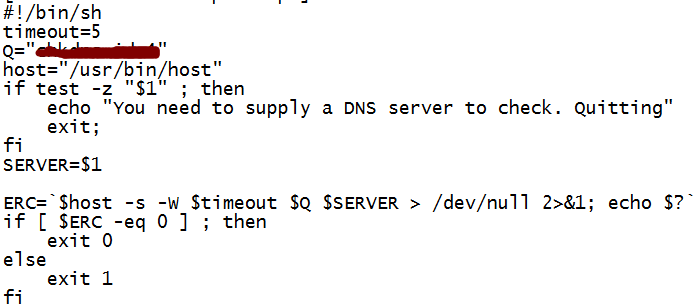 #!/bin/sh
timeout=5
Q=""
host="/usr/bin/host"
if test -z "$1" ; then
    echo "You need to supply a DNS server to check. Quitting"
    exit;
fi
SERVER=$1

ERC=`$host -s -W $timeout $Q $SERVER > /dev/null 2>&1; echo $?`
if [ $ERC -eq 0 ] ; then
    exit 0
else
    exit 1
fi